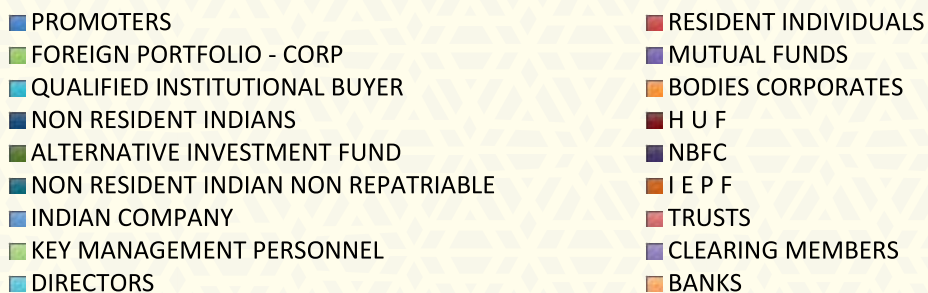 PROMOTERS RESIDENT INDIVIDUALS
FOREIGN PORTFOLIO - CORP MUTUAL FUNDS
QUALIFIED INSTITUTIONAL BUYER BODIES CORPORATES
NON RESIDENT INDIANS H U F
ALTERNATIVE INVESTMENT FUND NBFC
NON RESIDENT INDIAN NON REPATRIABLE I E P F
INDIAN COMPANY TRUSTS
KEY MANAGEMENT PERSONNEL CLEARING MEMBERS
DIRECTORS BANKS